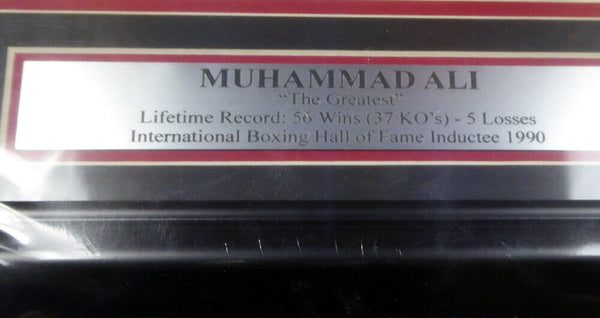 MUHAMMAD ALI
"The Greatest"
Lifetime Record: 56 Wins (37 KO's) - 5 Losses
International Boxing Hall of Fame Inductee 1990